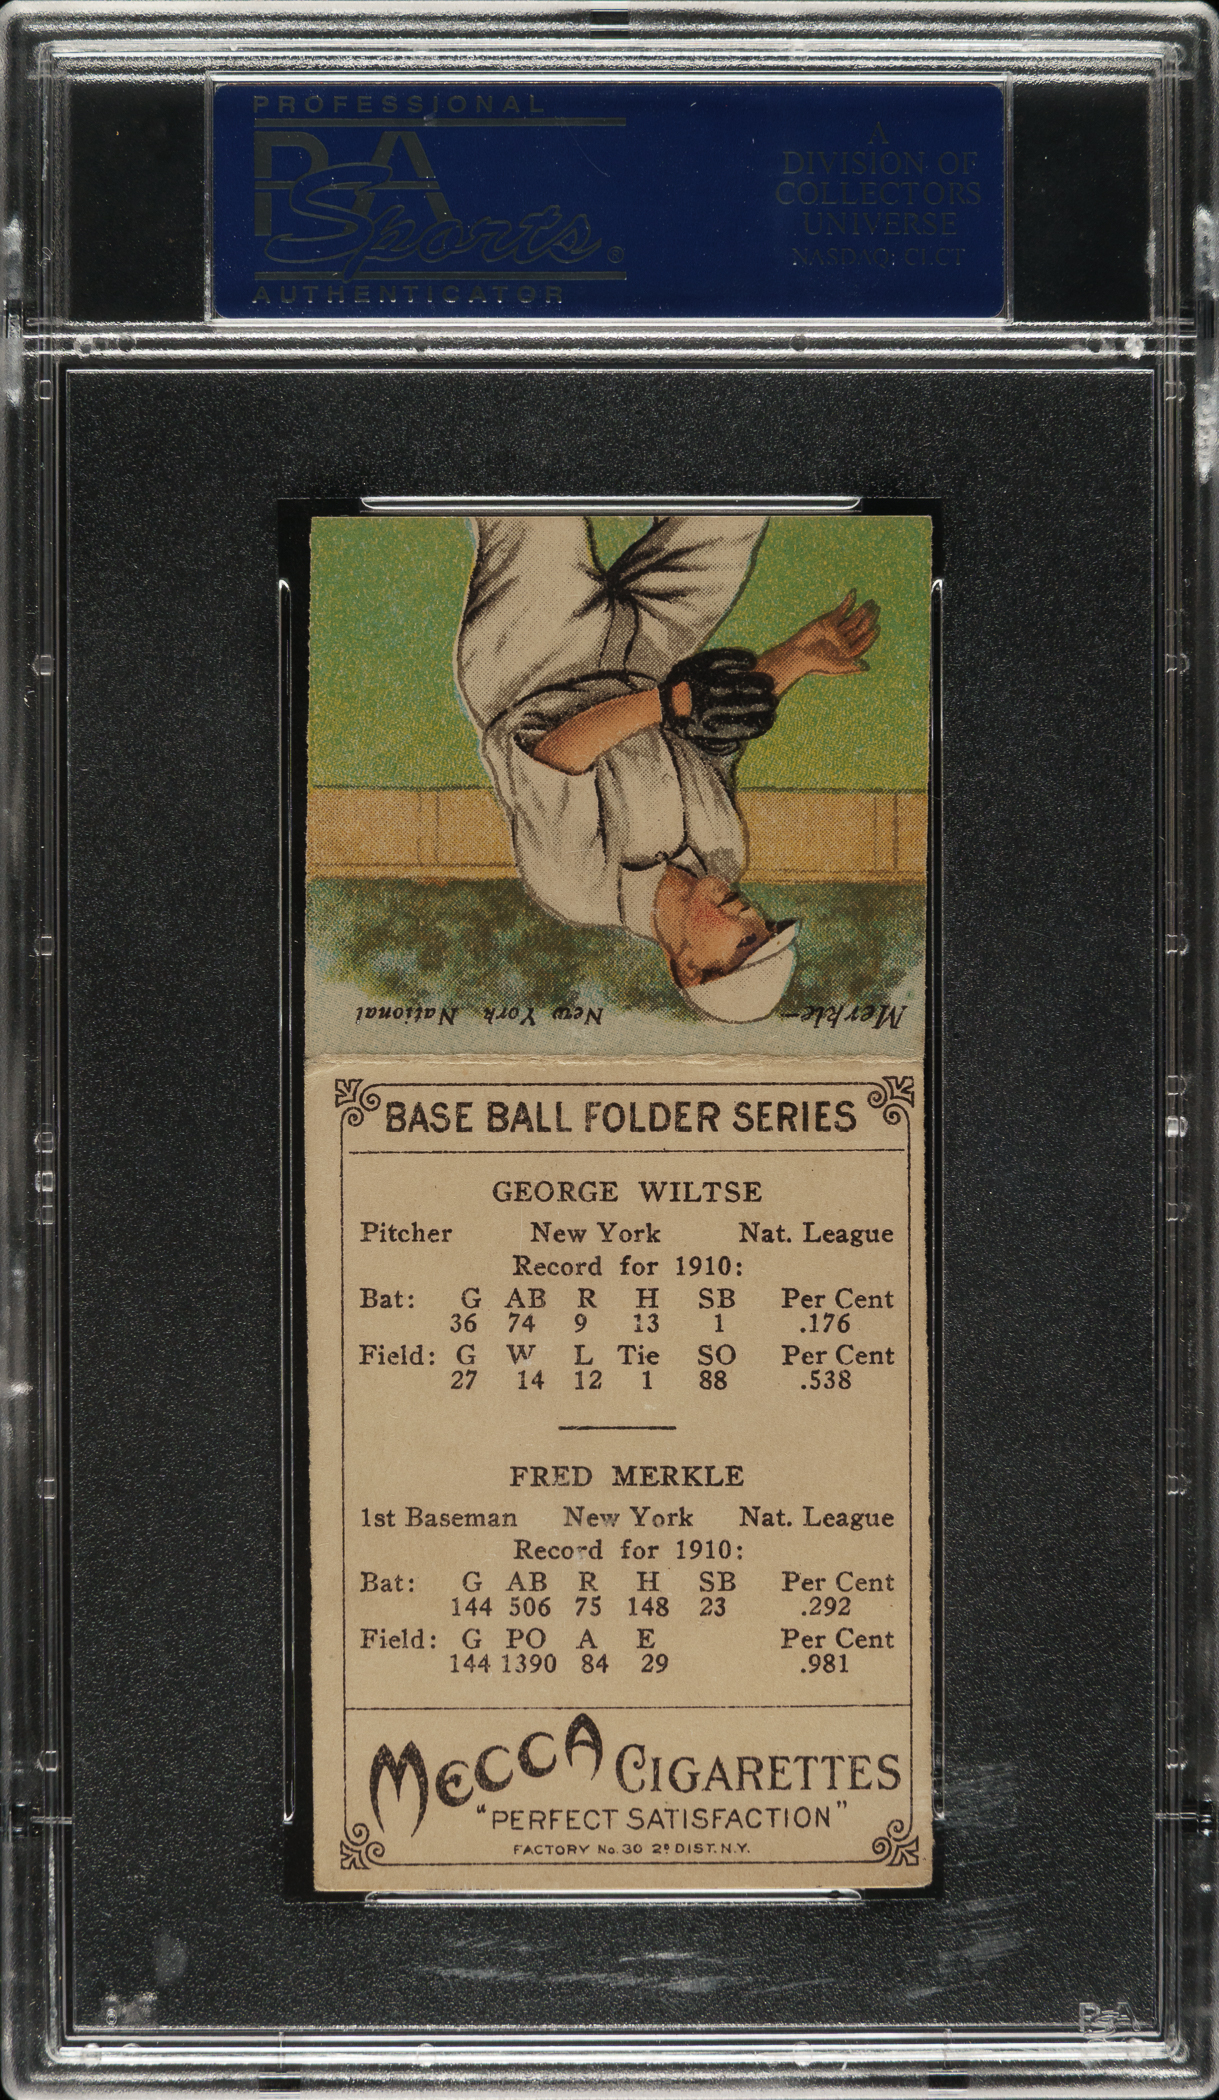 PROFESSIONAL
PSA
Sports®
AUTHENTICATOR
A
DIVISION OF
COLLECTORS
UNIVERSE
NASDAQ: CLCT
Merkle— New York National
BASE BALL FOLDER SERIES
GEORGE WILTSE
Pitcher New York Nat. League
Record for 1910:
Bat: G AB R H SB Per Cent
36 74 9 13 1 .176
Field: G W L Tie SO Per Cent
27 14 12 1 88 .538
FRED MERKLE
1st Baseman New York Nat. League
Record for 1910:
Bat: G AB R H SB Per Cent
144 506 75 148 23 .292
Field: G PO A E Per Cent
144 1390 84 29 .981
MECCA CIGARETTES
"PERFECT SATISFACTION"
FACTORY No. 30 2D DIST. N.Y.
PSA